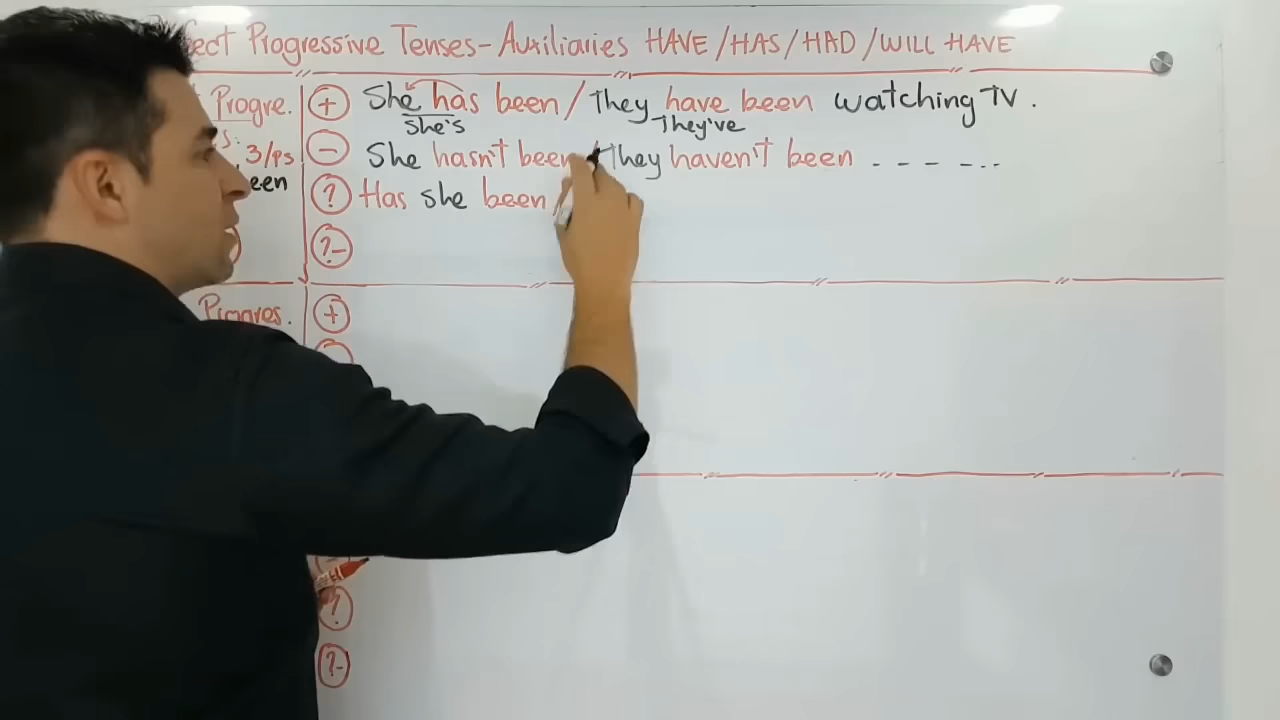 ect Progressive Tenses - Auxiliaries HAVE / HAS / HAD / WILL HAVE
Progre. (+) She has been / They have been watching TV.
She's They've
s:
, 3/ps (-) She hasn't been / They haven't been - - - - ...
een (?) Has she been
(?-)
Progres. (+)
(?)
(?-)